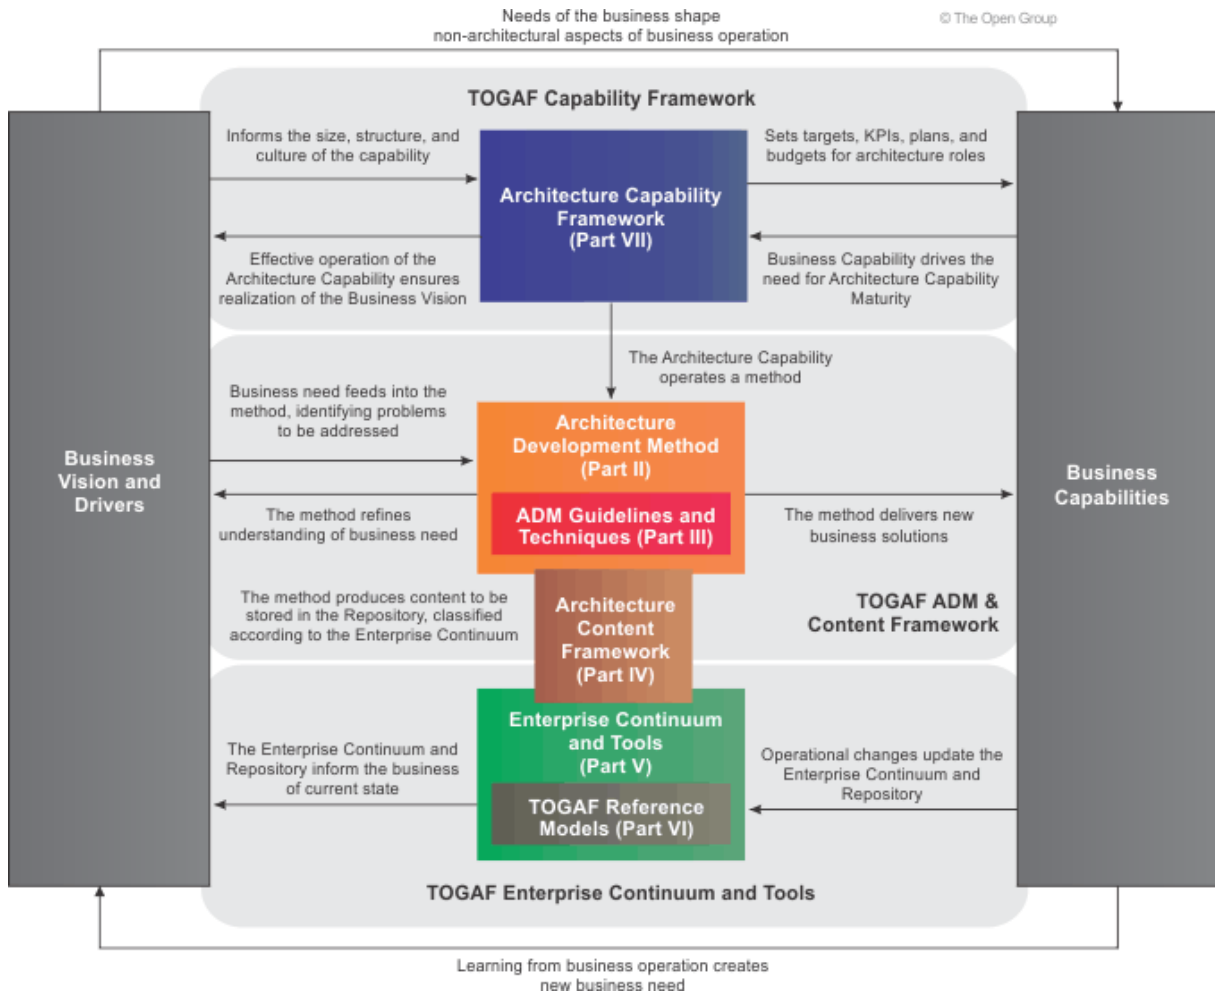 Needs of the business shape
non-architectural aspects of business operation
© The Open Group
TOGAF Capability Framework
Informs the size, structure, and
culture of the capability
Architecture Capability
Framework
(Part VII)
Sets targets, KPIs, plans, and
budgets for architecture roles
Effective operation of the
Architecture Capability ensures
realization of the Business Vision
Business Capability drives the
need for Architecture Capability
Maturity
The Architecture Capability
operates a method
Business
Vision and
Drivers
Business need feeds into the
method, identifying problems
to be addressed
Architecture
Development Method
(Part II)
ADM Guidelines and
Techniques (Part III)
Business
Capabilities
The method refines
understanding of business need
The method delivers new
business solutions
The method produces content to be
stored in the Repository, classified
according to the Enterprise Continuum
Architecture
Content
Framework
(Part IV)
TOGAF ADM &
Content Framework
Enterprise Continuum
and Tools
(Part V)
TOGAF Reference
Models (Part VI)
The Enterprise Continuum and
Repository inform the business
of current state
Operational changes update the
Enterprise Continuum and
Repository
TOGAF Enterprise Continuum and Tools
Learning from business operation creates
new business need